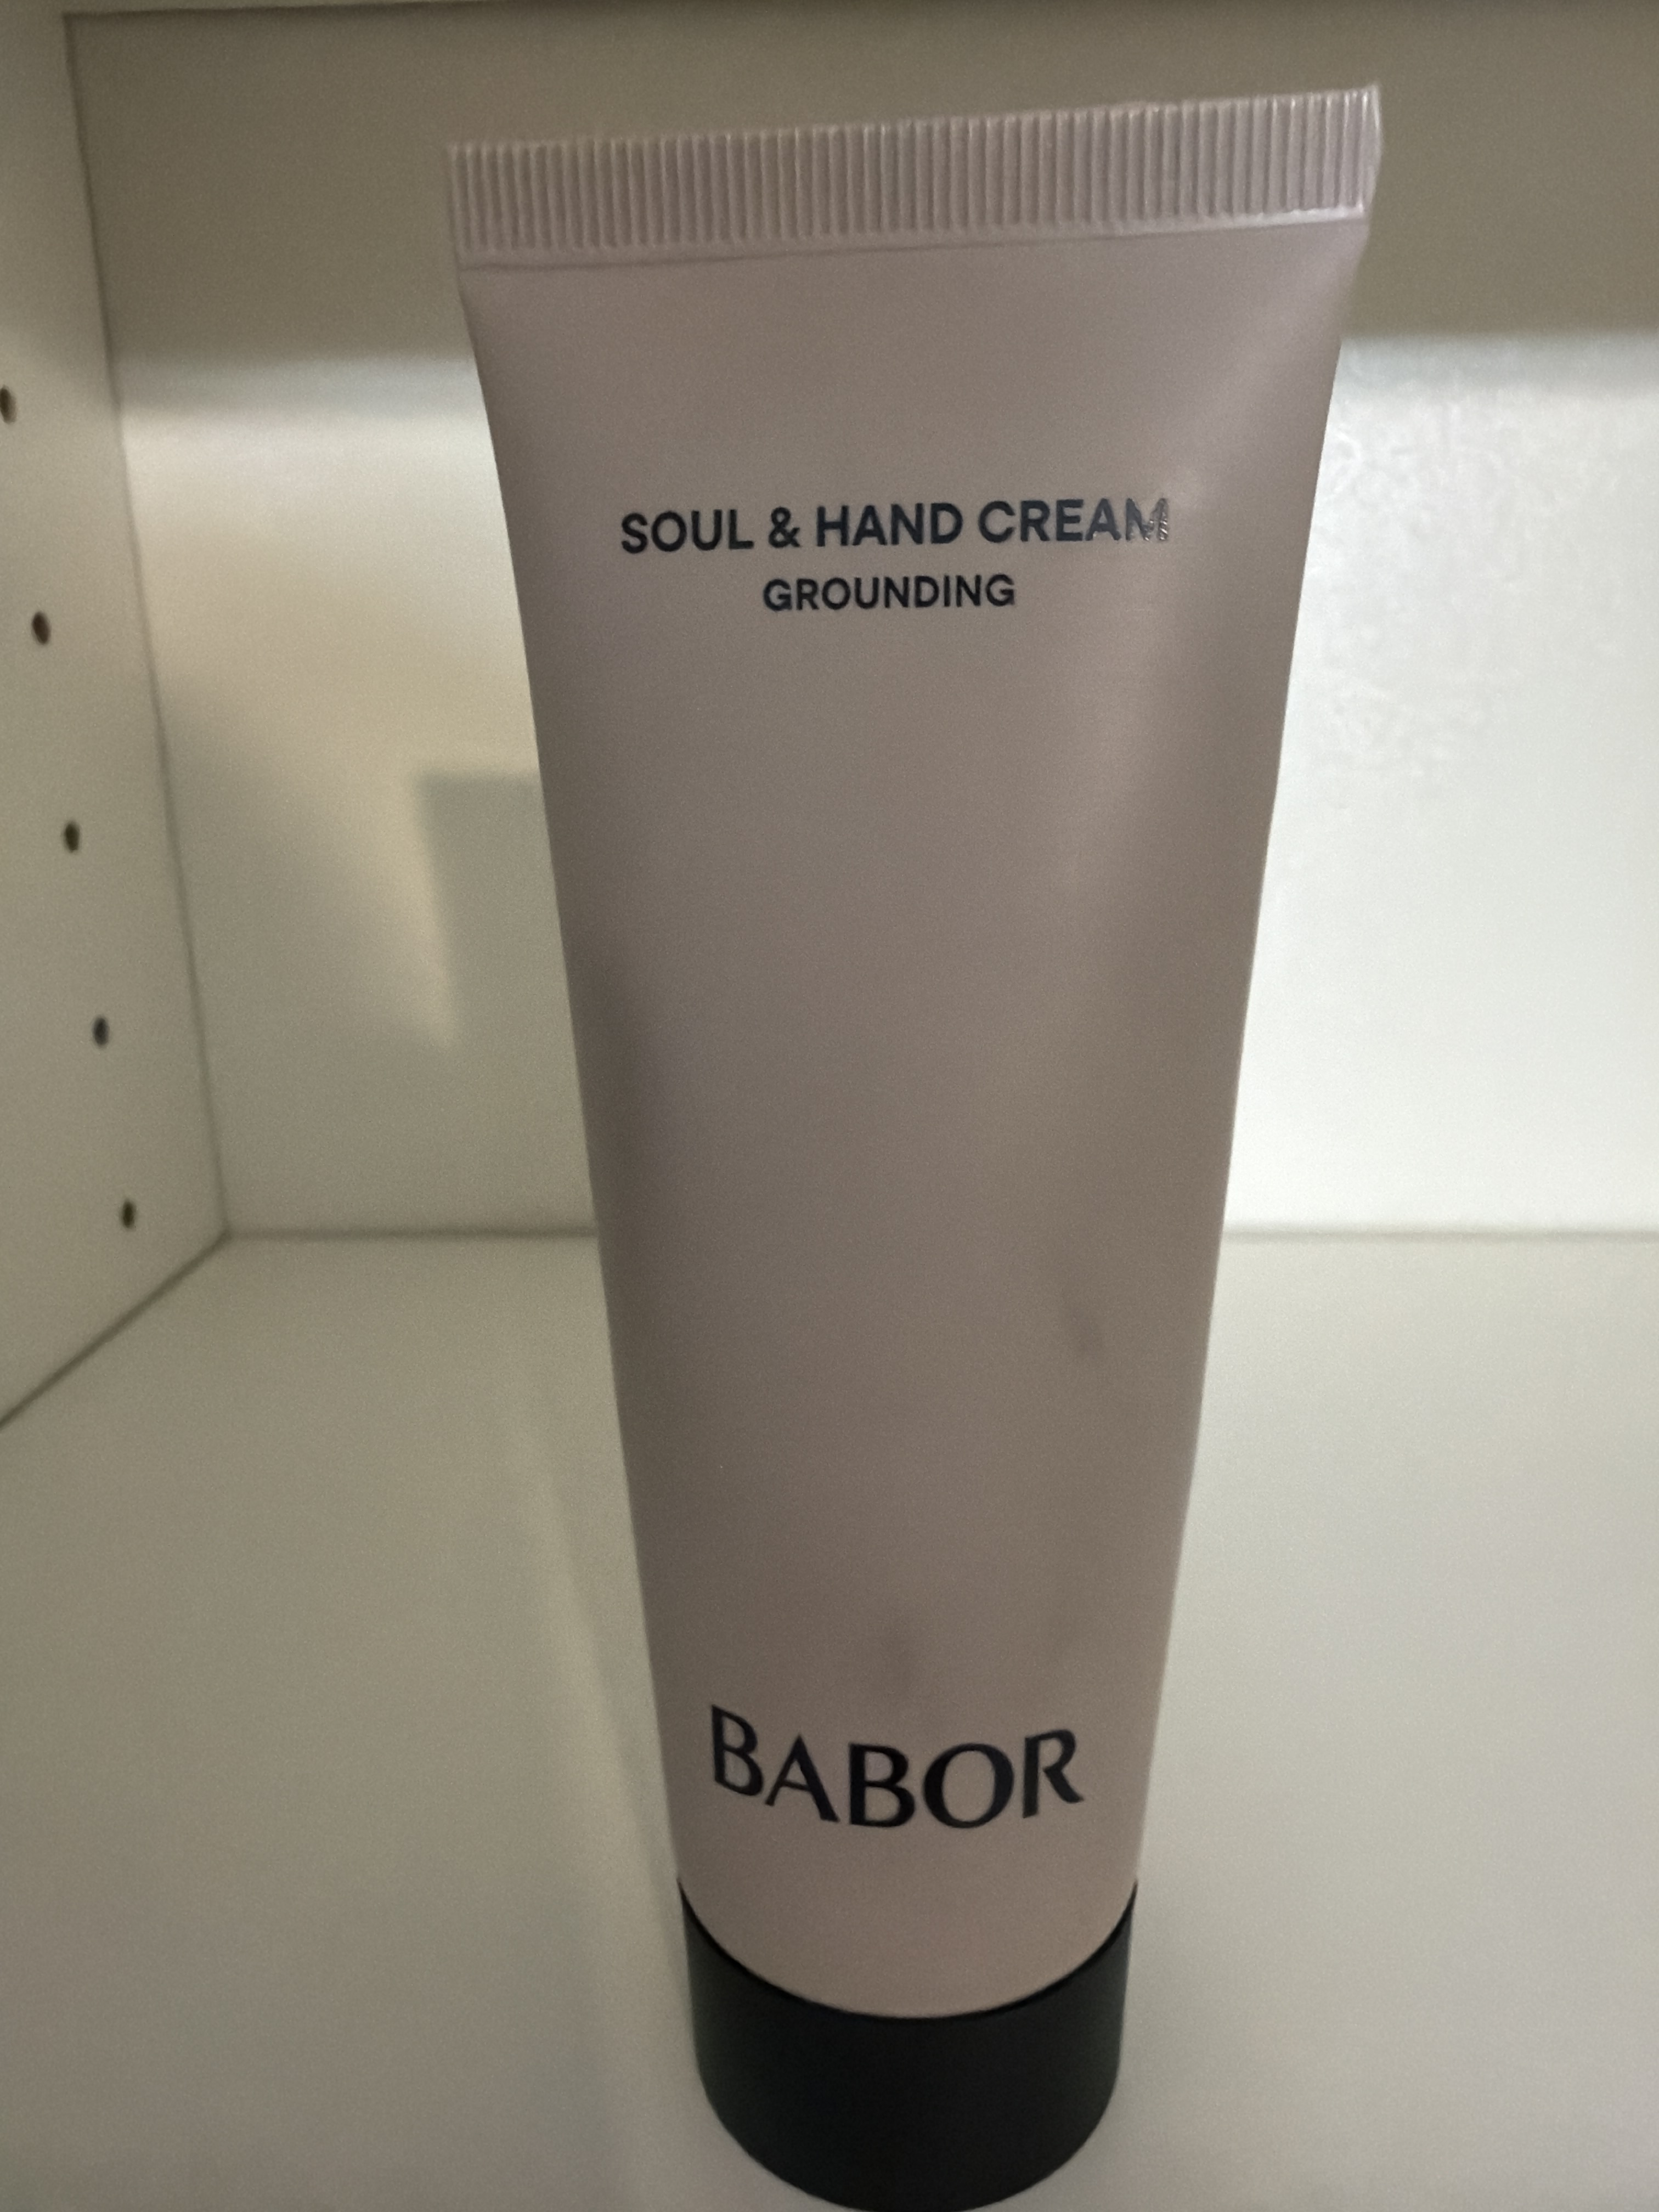 SOUL & HAND CREAM
GROUNDING
BABOR